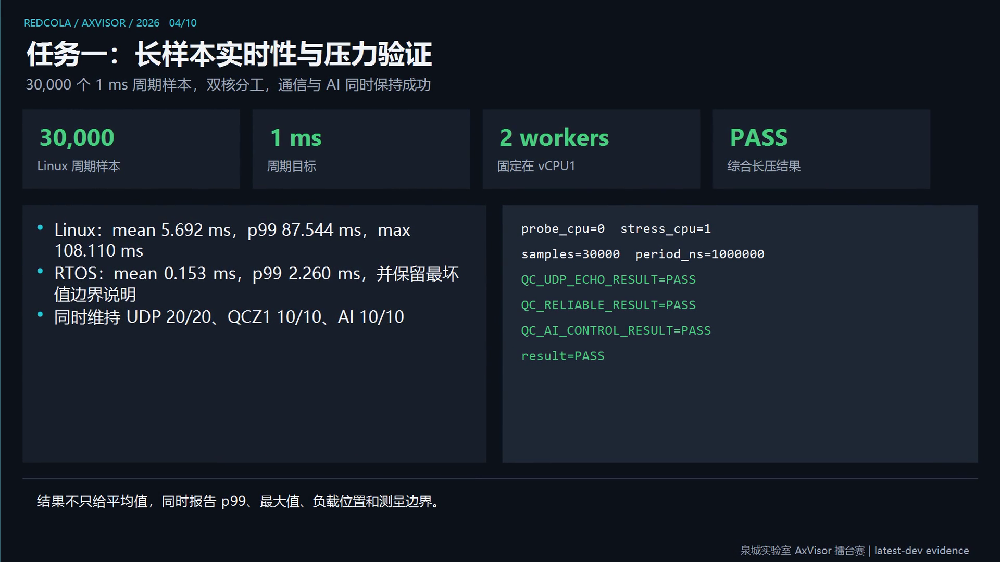 REDCOLA / AXVISOR / 2026 04/10
任务一：长样本实时性与压力验证
30,000 个 1 ms 周期样本，双核分工，通信与 AI 同时保持成功
30,000
Linux 周期样本
1 ms
周期目标
2 workers
固定在 vCPU1
PASS
综合长压结果
• Linux：mean 5.692 ms，p99 87.544 ms，max
108.110 ms
• RTOS：mean 0.153 ms，p99 2.260 ms，并保留最坏
值边界说明
• 同时维持 UDP 20/20、QCZ1 10/10、AI 10/10
probe_cpu=0 stress_cpu=1
samples=30000 period_ns=1000000
QC_UDP_ECHO_RESULT=PASS
QC_RELIABLE_RESULT=PASS
QC_AI_CONTROL_RESULT=PASS
result=PASS
结果不只给平均值，同时报告 p99、最大值、负载位置和测量边界。
泉城实验室 AxVisor 擂台赛 | latest-dev evidence